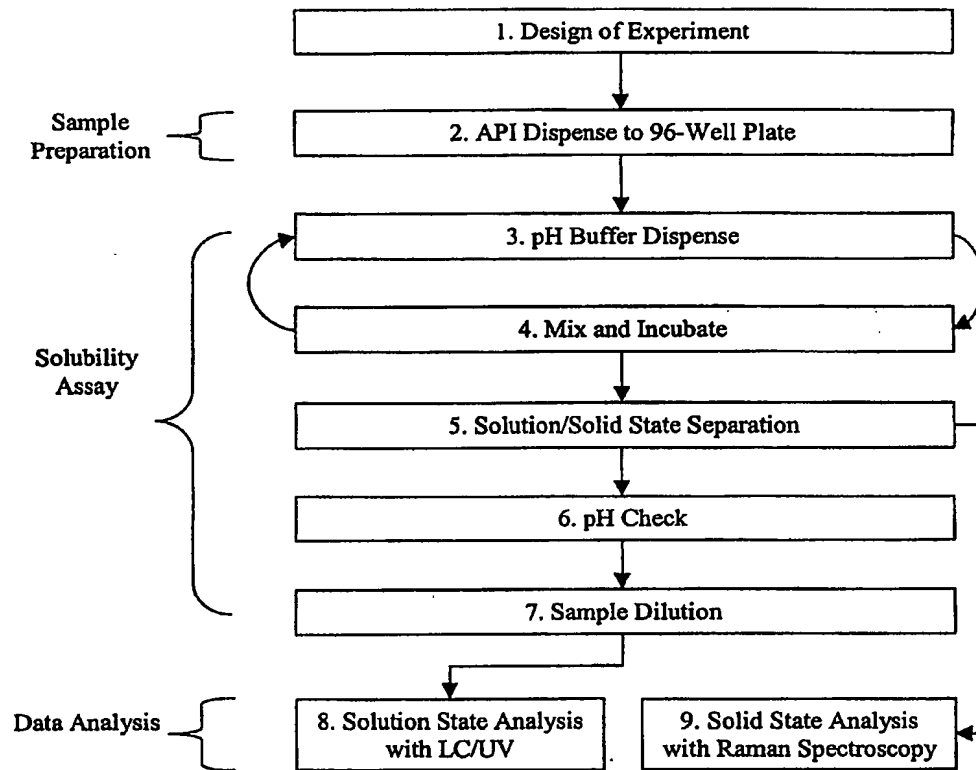 1. Design of Experiment
Sample
Preparation
2. API Dispense to 96-Well Plate
3. pH Buffer Dispense
4. Mix and Incubate
Solubility
Assay
5. Solution/Solid State Separation
6. pH Check
7. Sample Dilution
Data Analysis
8. Solution State Analysis
with LC/UV
9. Solid State Analysis
with Raman Spectroscopy